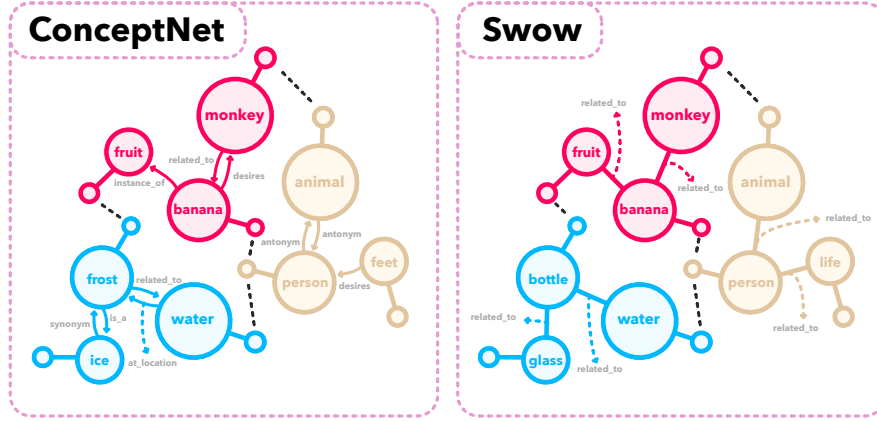 ConceptNet
monkey
fruit
related_to
desires
instance_of
banana
animal
antonym
antonym
person
feet
desires
frost
related_to
water
synonym
is_a
ice
at_location
Swow
related_to
monkey
fruit
related_to
banana
animal
related_to
person
life
related_to
bottle
water
related_to
glass
related_to